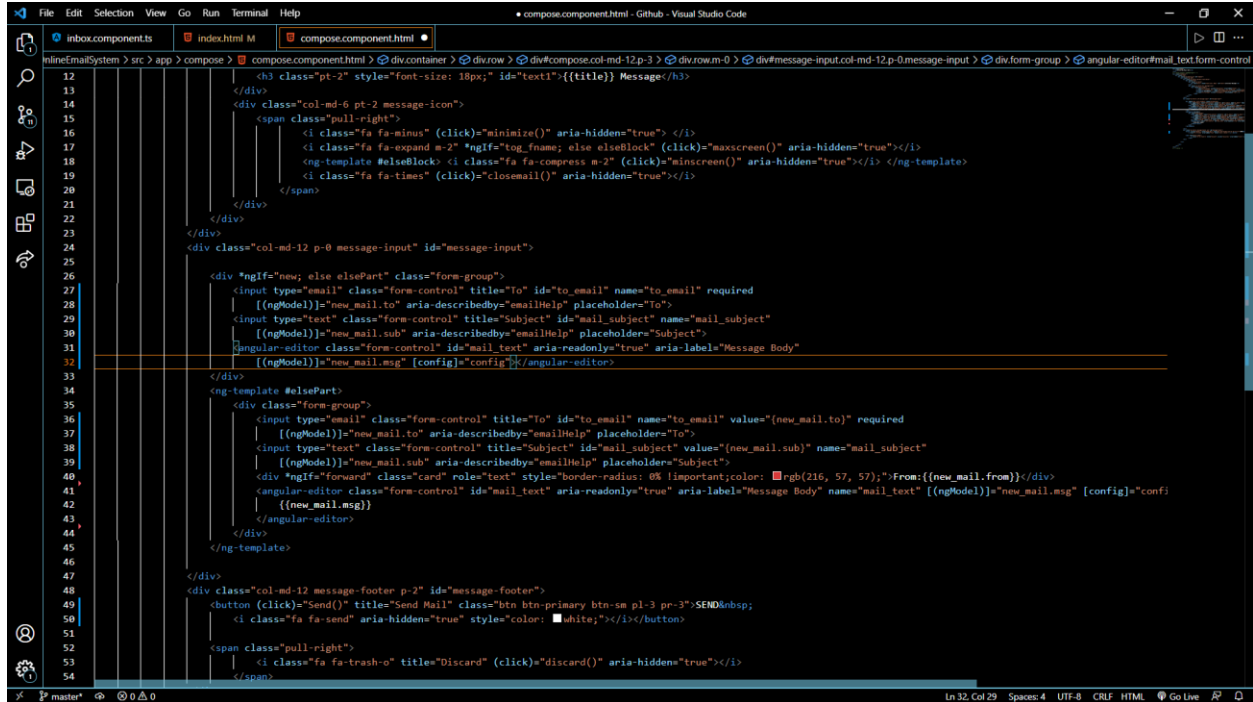 File Edit Selection View Go Run Terminal Help ● compose.component.html - Github - Visual Studio Code
inbox.component.ts index.html M compose.component.html ●
nlineEmailSystem > src > app > compose > compose.component.html > div.container > div.row > div#compose.col-md-12.p-3 > div.row.m-0 > div#message-input.col-md-12.p-0.message-input > div.form-group > angular-editor#mail_text.form-control
12 <h3 class="pt-2" style="font-size: 18px;" id="text1">{{title}} Message</h3>
13 </div>
14 <div class="col-md-6 pt-2 message-icon">
15 <span class="pull-right">
16 <i class="fa fa-minus" (click)="minimize()" aria-hidden="true"> </i>
17 <i class="fa fa-expand m-2" *ngIf="tog_fname; else elseBlock" (click)="maxscreen()" aria-hidden="true"></i>
18 <ng-template #elseBlock> <i class="fa fa-compress m-2" (click)="minscreen()" aria-hidden="true"></i> </ng-template>
19 <i class="fa fa-times" (click)="closemail()" aria-hidden="true"></i>
20 </span>
21 </div>
22 </div>
23 </div>
24 <div class="col-md-12 p-0 message-input" id="message-input">
25
26 <div *ngIf="new; else elsePart" class="form-group">
27 <input type="email" class="form-control" title="To" id="to_email" name="to_email" required
28 [(ngModel)]="new_mail.to" aria-describedby="emailHelp" placeholder="To">
29 <input type="text" class="form-control" title="Subject" id="mail_subject" name="mail_subject"
30 [(ngModel)]="new_mail.sub" aria-describedby="emailHelp" placeholder="Subject">
31 <angular-editor class="form-control" id="mail_text" aria-readonly="true" aria-label="Message Body"
32 [(ngModel)]="new_mail.msg" [config]="config"></angular-editor>
33 </div>
34 <ng-template #elsePart>
35 <div class="form-group">
36 <input type="email" class="form-control" title="To" id="to_email" name="to_email" value="{new_mail.to}" required
37 [(ngModel)]="new_mail.to" aria-describedby="emailHelp" placeholder="To">
38 <input type="text" class="form-control" title="Subject" id="mail_subject" value="{new_mail.sub}" name="mail_subject"
39 [(ngModel)]="new_mail.sub" aria-describedby="emailHelp" placeholder="Subject">
40 <div *ngIf="forward" class="card" role="text" style="border-radius: 0% !important;color: rgb(216, 57, 57);">From:{{new_mail.from}}</div>
41 <angular-editor class="form-control" id="mail_text" aria-readonly="true" aria-label="Message Body" name="mail_text" [(ngModel)]="new_mail.msg" [config]="confi
42 {{new_mail.msg}}
43 </angular-editor>
44 </div>
45 </ng-template>
46
47 </div>
48 <div class="col-md-12 message-footer p-2" id="message-footer">
49 <button (click)="Send()" title="Send Mail" class="btn btn-primary btn-sm pl-3 pr-3">SEND&nbsp;
50 <i class="fa fa-send" aria-hidden="true" style="color: white;"></i></button>
51
52 <span class="pull-right">
53 <i class="fa fa-trash-o" title="Discard" (click)="discard()" aria-hidden="true"></i>
54 </span>
1
11
1
master* 0 0 Ln 32, Col 29 Spaces: 4 UTF-8 CRLF HTML Go Live